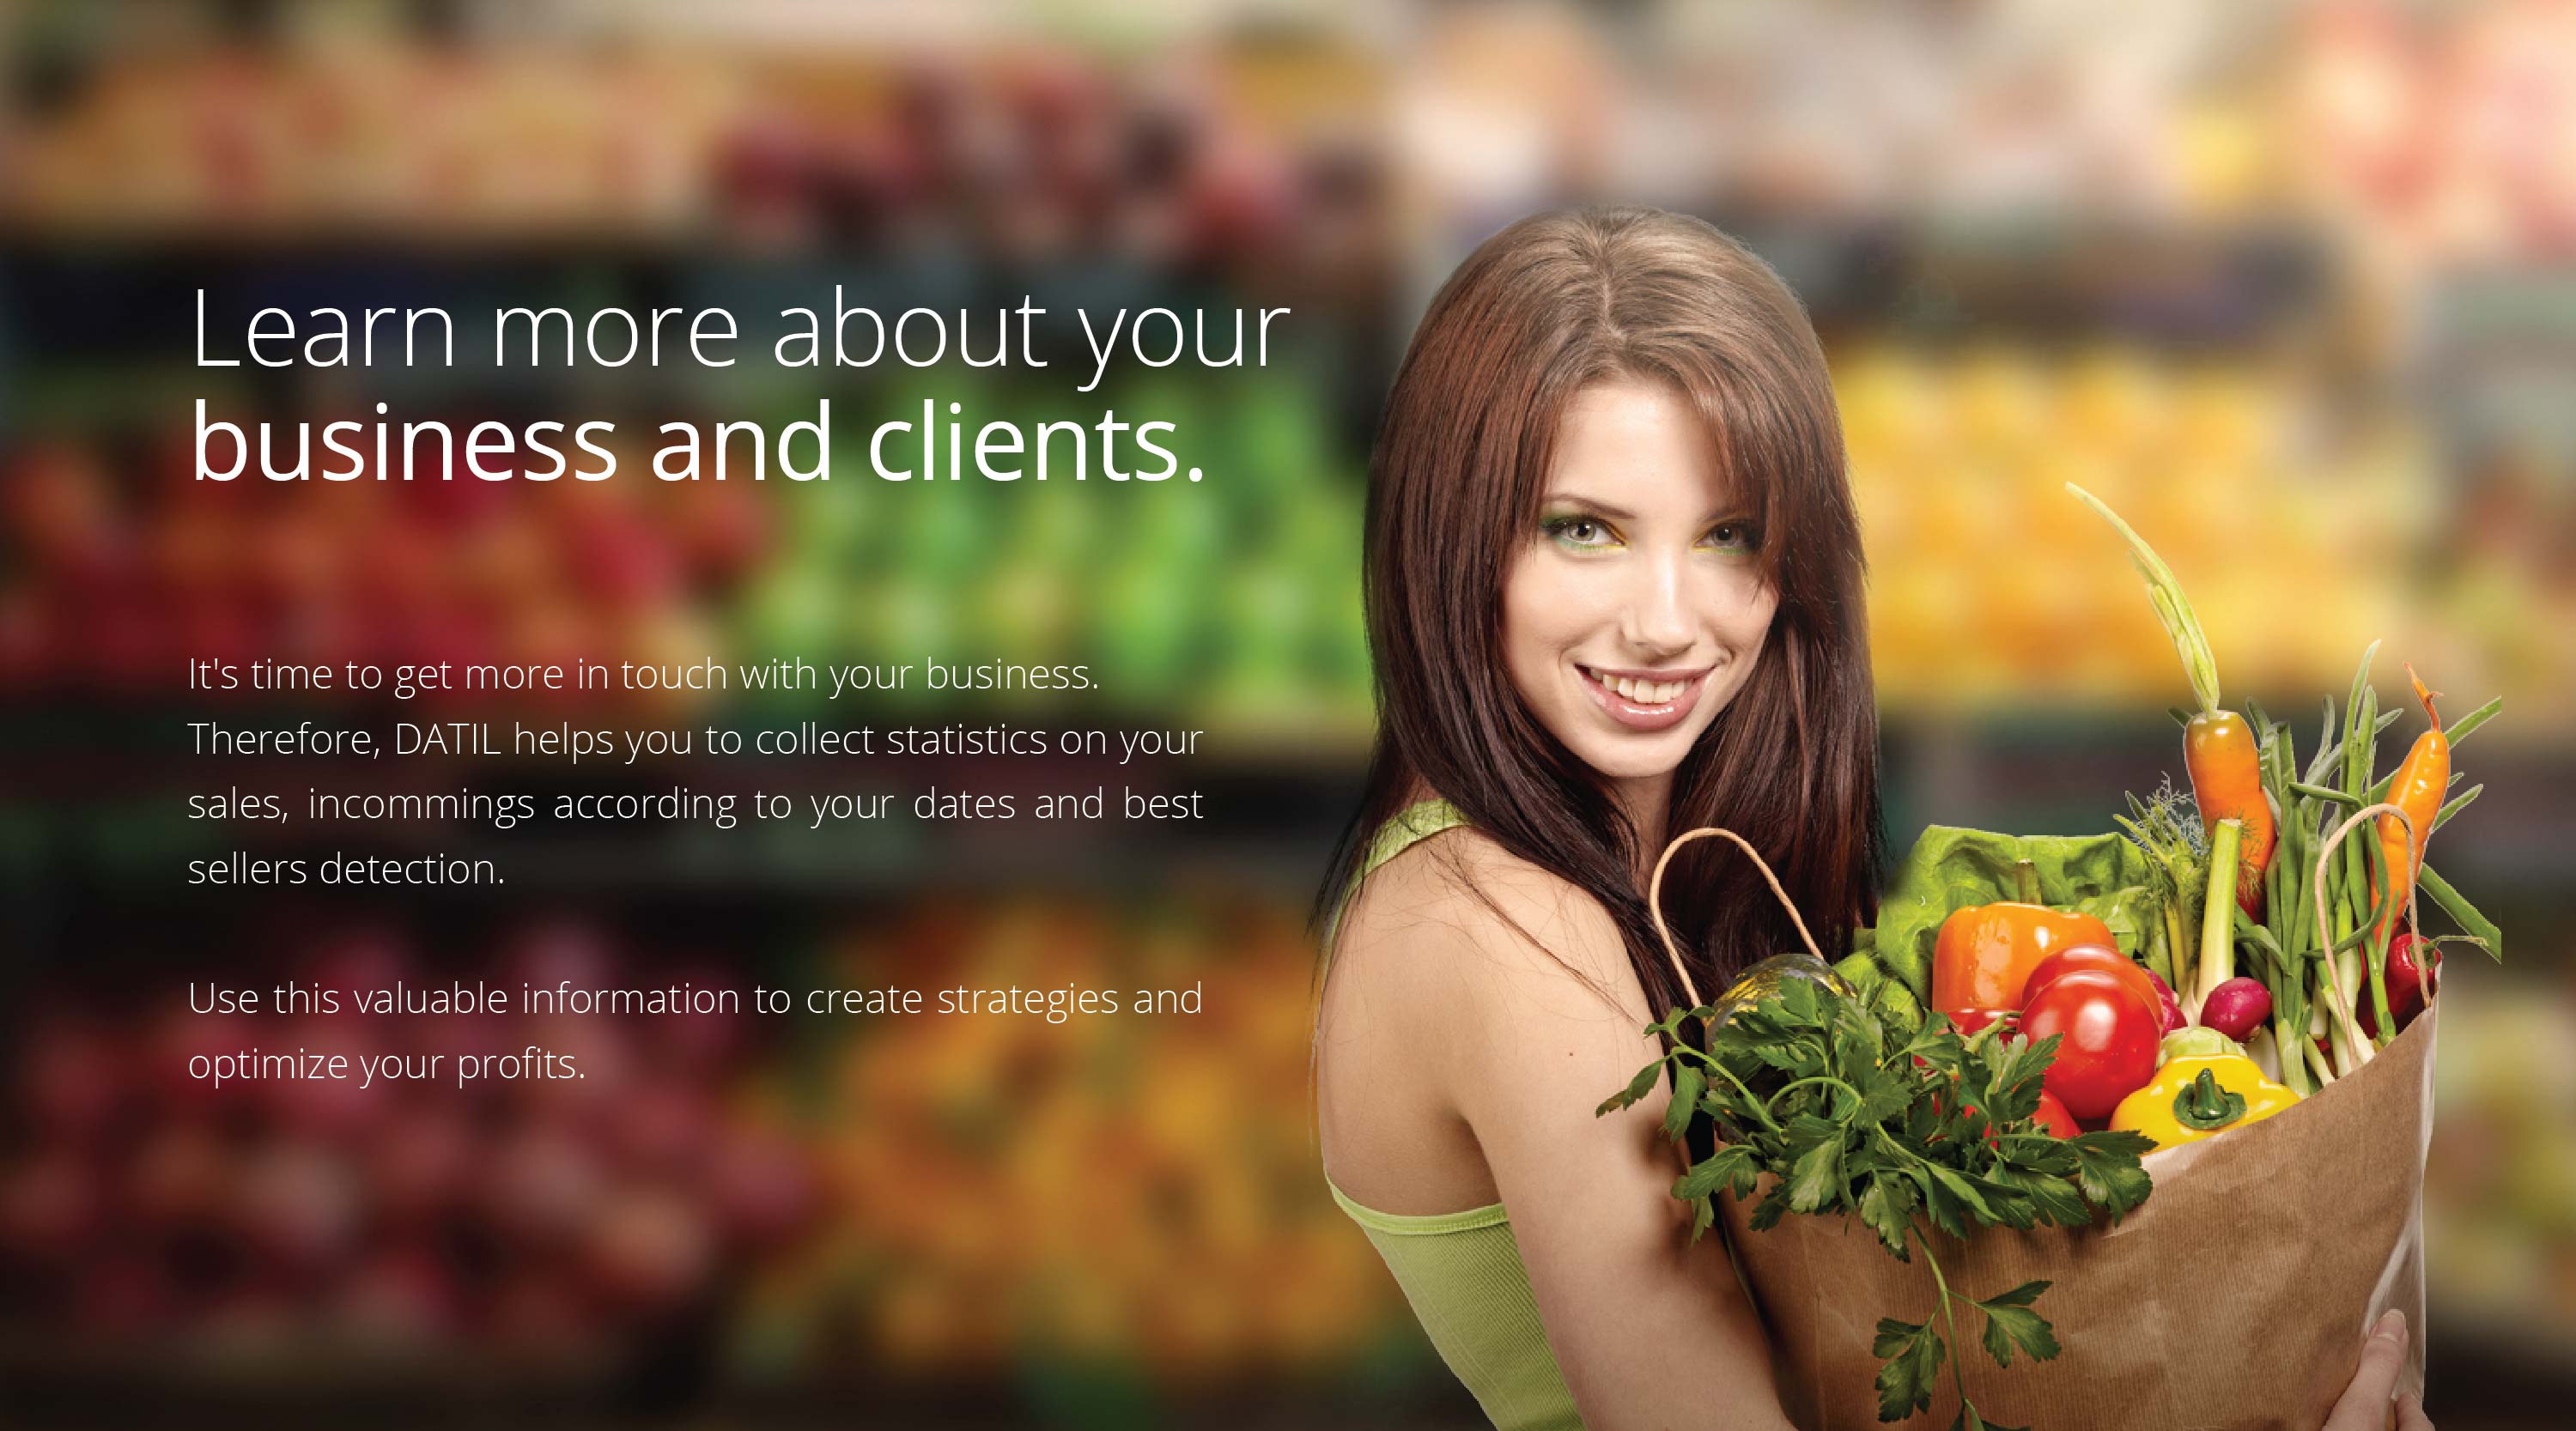 Learn more about your
business and clients.
It's time to get more in touch with your business.
Therefore, DATIL helps you to collect statistics on your
sales, incommings according to your dates and best
sellers detection.
Use this valuable information to create strategies and
optimize your profits.